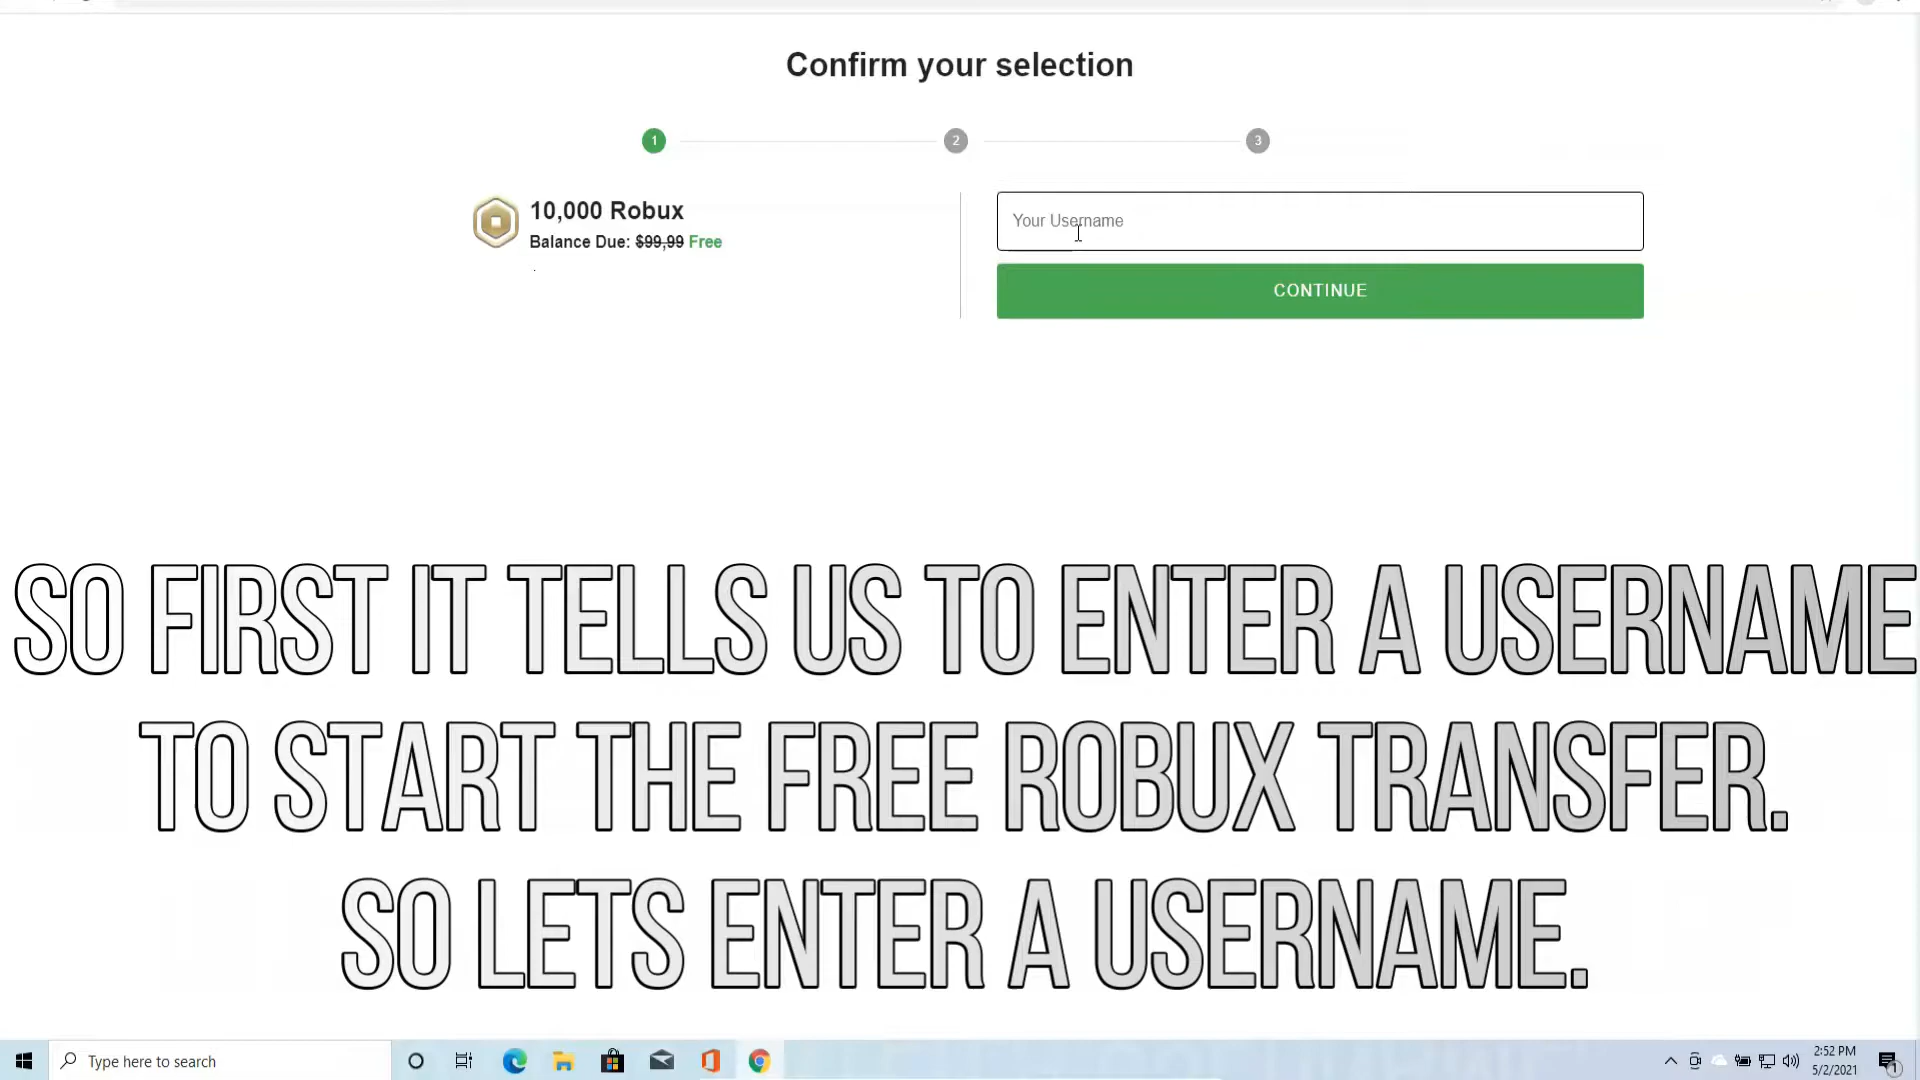 Confirm your selection
1
2
3
10,000 Robux
Balance Due: $99,99 Free
Your Username
CONTINUE
SO FIRST IT TELLS US TO ENTER A USERNAME
TO START THE FREE ROBUX TRANSFER.
SO LETS ENTER A USERNAME.
Type here to search
2:52 PM
5/2/2021
1